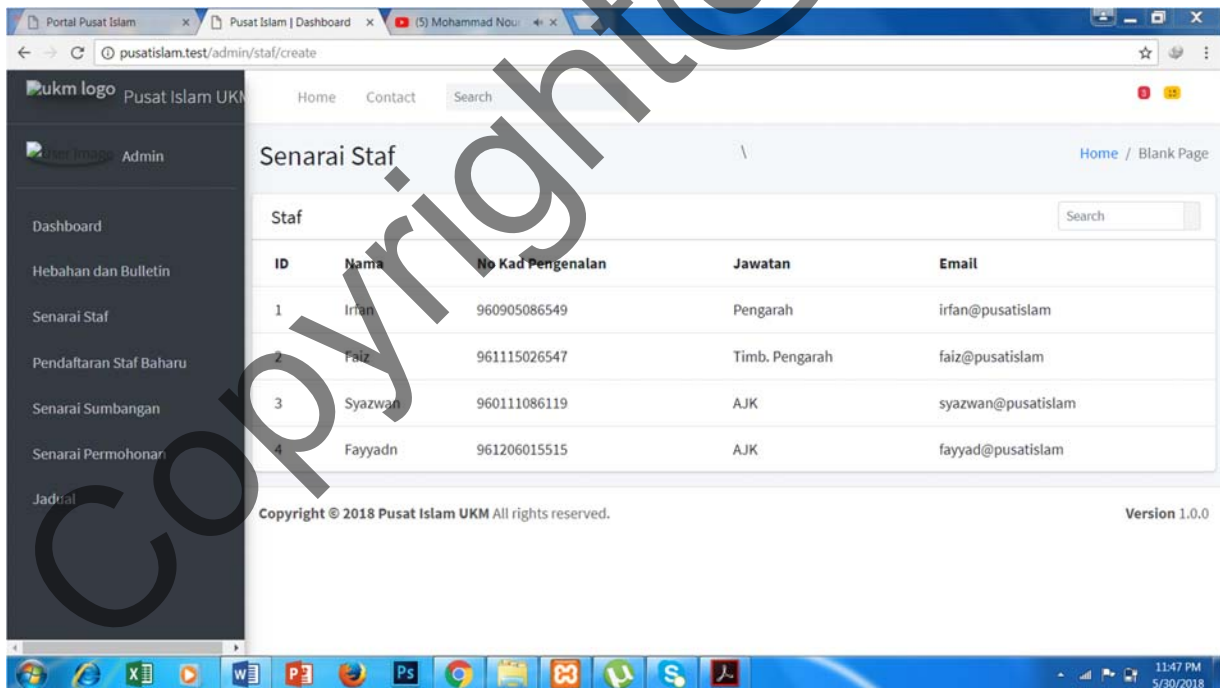 Portal Pusat Islam
Pusat Islam | Dashboard
(5) Mohammad Nou
pusatislam.test/admin/staf/create
ukm logo
Pusat Islam UKM
Home
Contact
Search
3
15
User Image
Admin
Senarai Staf
\
Home / Blank Page
Dashboard
Hebahan dan Bulletin
Senarai Staf
Pendaftaran Staf Baharu
Senarai Sumbangan
Senarai Permohonan
Jadual
Staf
Search
ID Nama No Kad Pengenalan Jawatan Email
1 Irfan 960905086549 Pengarah irfan@pusatislam
2 Faiz 961115026547 Timb. Pengarah faiz@pusatislam
3 Syazwan 960111086119 AJK syazwan@pusatislam
4 Fayyadn 961206015515 AJK fayyad@pusatislam
Copyright © 2018 Pusat Islam UKM All rights reserved.
Version 1.0.0
Copyright@
11:47 PM
5/30/2018